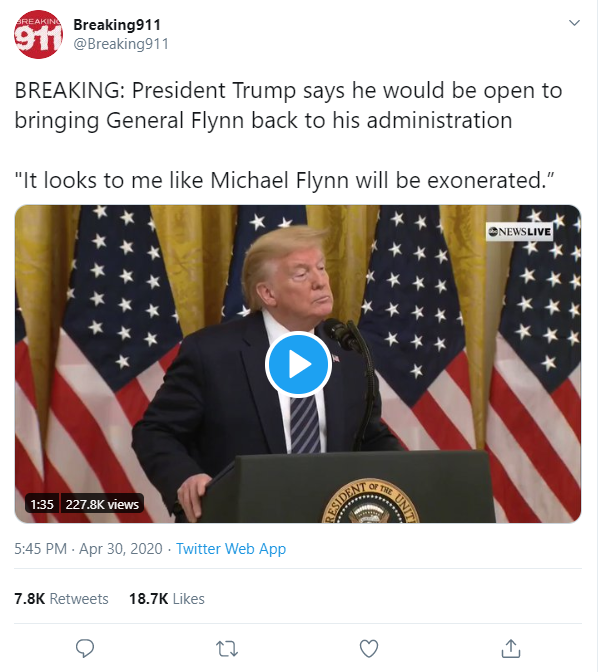 BREAKING
911
Breaking911
@Breaking911
BREAKING: President Trump says he would be open to
bringing General Flynn back to his administration
"It looks to me like Michael Flynn will be exonerated.”
abc NEWS LIVE
PRESIDENT OF THE UNITED
1:35 227.8K views
5:45 PM · Apr 30, 2020 · Twitter Web App
7.8K Retweets 18.7K Likes